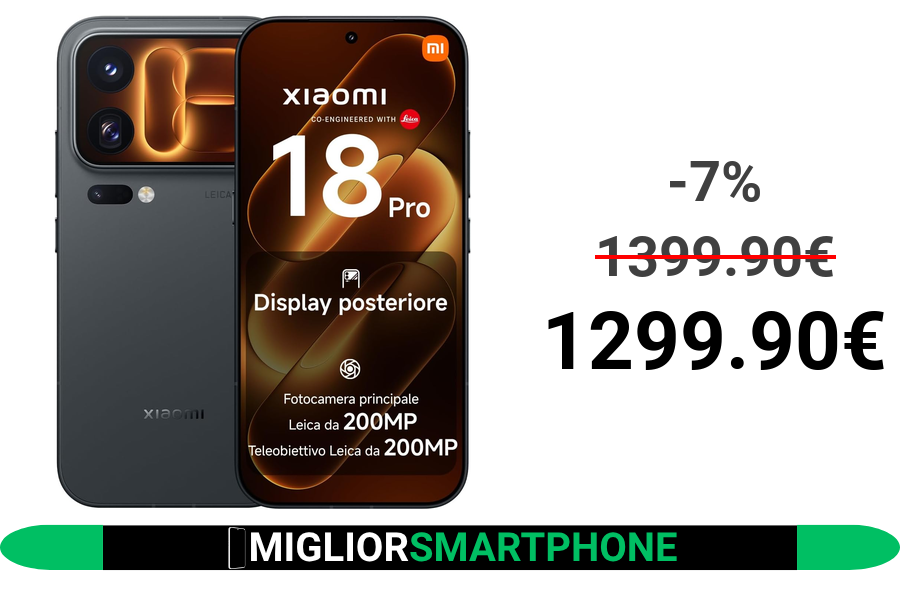 xiaomi
CO-ENGINEERED WITH Leica
18 Pro
Display posteriore
Fotocamera principale
Leica da 200MP
Teleobiettivo Leica da 200MP
LEICA
xiaomi
-7%
1399.90€
1299.90€
MIGLIORSMARTPHONE